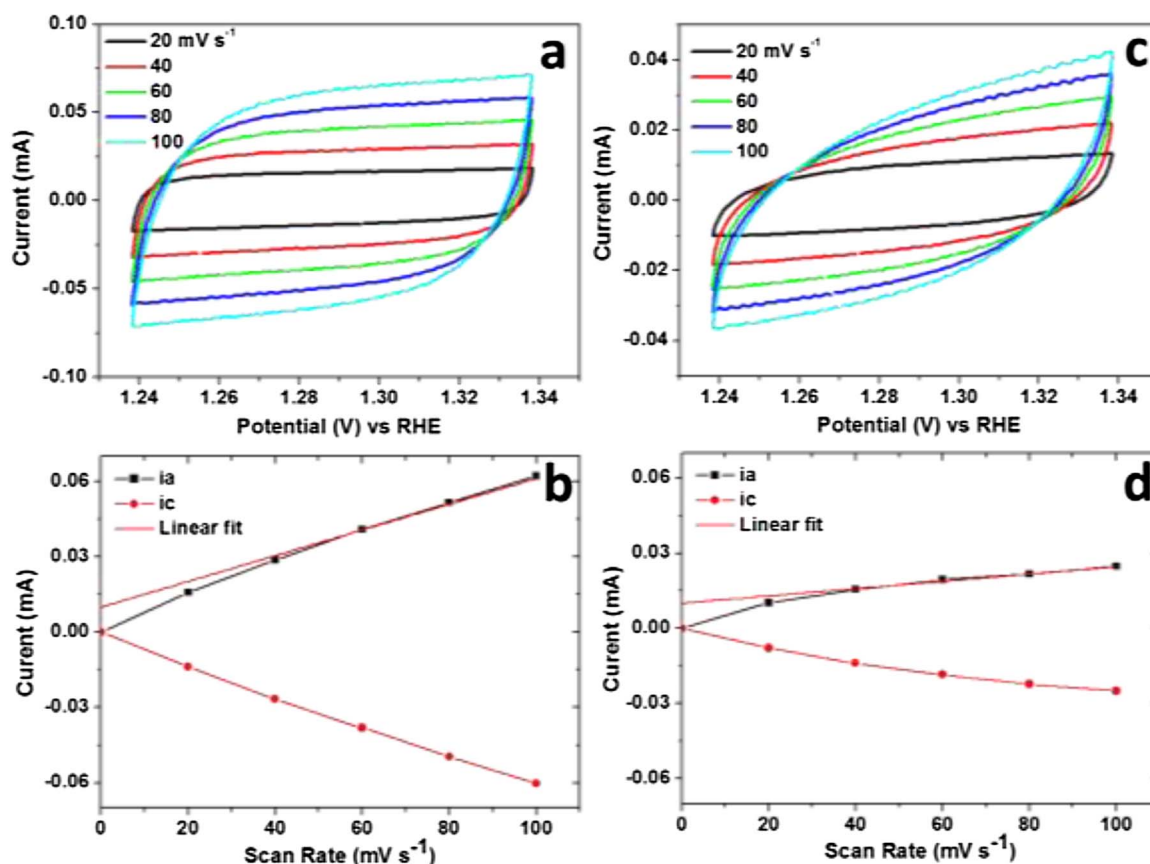 a
20 mV s⁻¹
40
60
80
100
Current (mA)
0.10
0.05
0.00
-0.05
-0.10
1.24 1.26 1.28 1.30 1.32 1.34
Potential (V) vs RHE
c
20 mV s⁻¹
40
60
80
100
Current (mA)
0.04
0.02
0.00
-0.02
-0.04
1.24 1.26 1.28 1.30 1.32 1.34
Potential (V) vs RHE
b
ia
ic
Linear fit
Curent (mA)
0.06
0.03
0.00
-0.03
-0.06
0 20 40 60 80 100
Scan Rate (mV s⁻¹)
d
ia
ic
Linear fit
Curent (mA)
0.06
0.03
0.00
-0.03
-0.06
0 20 40 60 80 100
Scan Rate (mV s⁻¹)